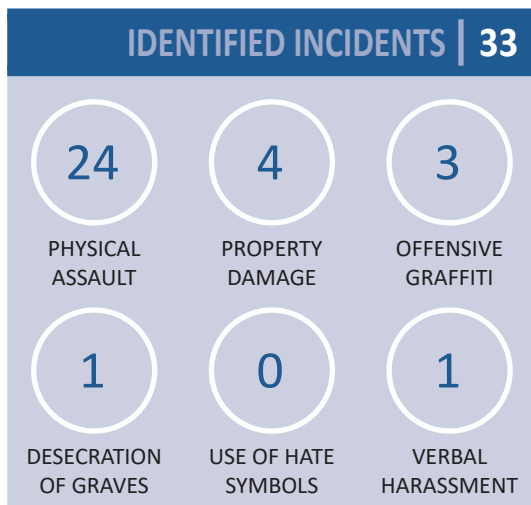 IDENTIFIED INCIDENTS | 33
24
4
3
PHYSICAL
ASSAULT
PROPERTY
DAMAGE
OFFENSIVE
GRAFFITI
1
0
1
DESECRATION
OF GRAVES
USE OF HATE
SYMBOLS
VERBAL
HARASSMENT